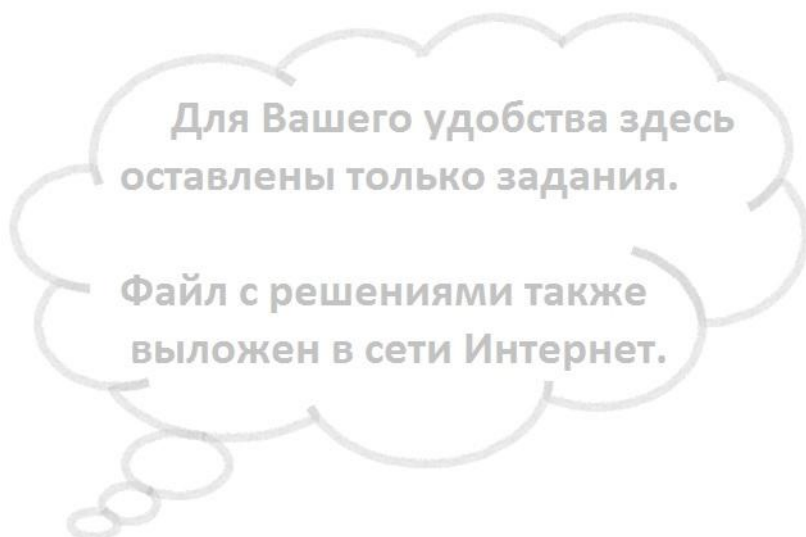 Для Вашего удобства здесь
оставлены только задания.
Файл с решениями также
выложен в сети Интернет.